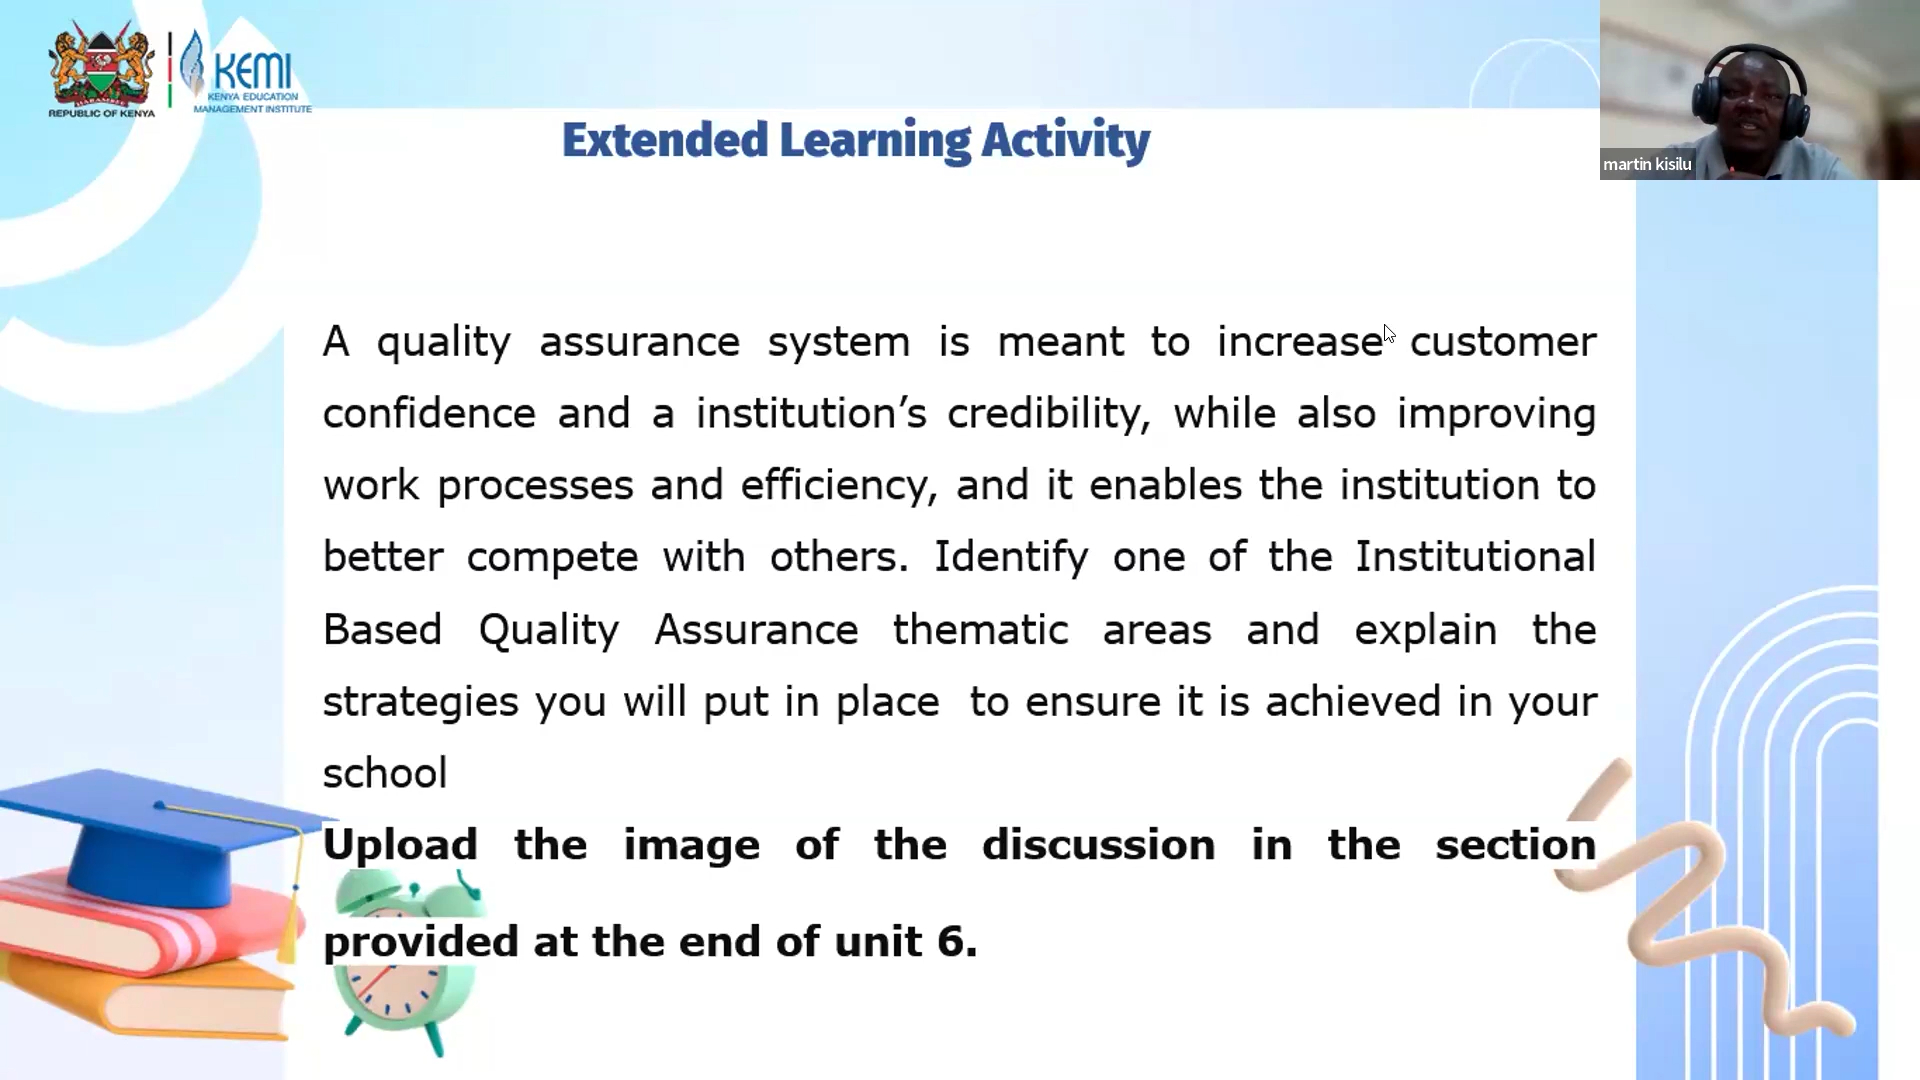 HARAMBEE
REPUBLIC OF KENYA
KEMI
KENYA EDUCATION
MANAGEMENT INSTITUTE
Extended Learning Activity
martin kisilu
A quality assurance system is meant to increase customer
confidence and a institution’s credibility, while also improving
work processes and efficiency, and it enables the institution to
better compete with others. Identify one of the Institutional
Based Quality Assurance thematic areas and explain the
strategies you will put in place  to ensure it is achieved in your
school
Upload the image of the discussion in the section
provided at the end of unit 6.